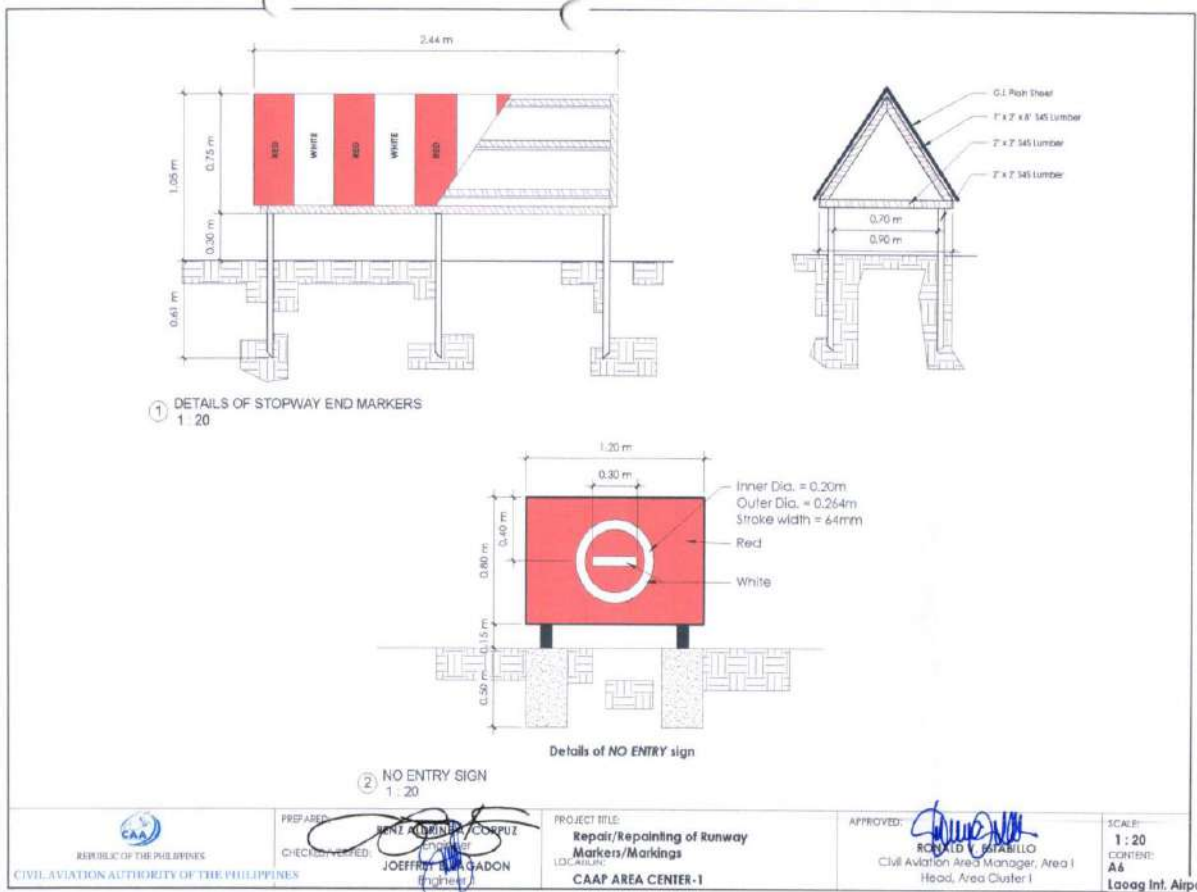 2.44 m
RED
WHITE
RED
WHITE
RED
1.05 m
0.75 m
0.30 m
0.61 m
G.I. Plain Sheet
1" x 2" x 8' S4S Lumber
2" x 2" S4S Lumber
2" x 2" S4S Lumber
0.70 m
0.90 m
1 DETAILS OF STOPWAY END MARKERS
1 : 20
1.20 m
0.30 m
0.40 m
0.80 m
0.15 m
0.50 m
Inner Dia. = 0.20m
Outer Dia. = 0.264m
Stroke width = 64mm
Red
White
Details of NO ENTRY sign
2 NO ENTRY SIGN
1 : 20
CAA
REPUBLIC OF THE PHILIPPINES
CIVIL AVIATION AUTHORITY OF THE PHILIPPINES
PREPARED:
CORPUZ
Engineer
CHECKED/VERIFIED:
JOEFFREY
Engineer
PROJECT TITLE:
Repair/Repainting of Runway
Markers/Markings
LOCATION:
CAAP AREA CENTER-1
APPROVED:
RONALD V. ESTABILLO
Civil Aviation Area Manager, Area I
Head, Area Cluster I
SCALE:
1 : 20
CONTENT:
A6
Laoag Int. Airp